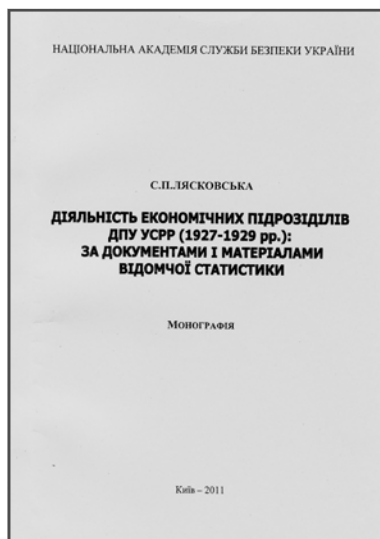 НАЦІОНАЛЬНА АКАДЕМІЯ СЛУЖБИ БЕЗПЕКИ УКРАЇНИ
С.П.ЛЯСКОВСЬКА
ДІЯЛЬНІСТЬ ЕКОНОМІЧНИХ ПІДРОЗІДІЛІВ
ДПУ УСРР (1927-1929 рр.):
ЗА ДОКУМЕНТАМИ І МАТЕРІАЛАМИ
ВІДОМЧОЇ СТАТИСТИКИ
МОНОГРАФІЯ
Київ – 2011